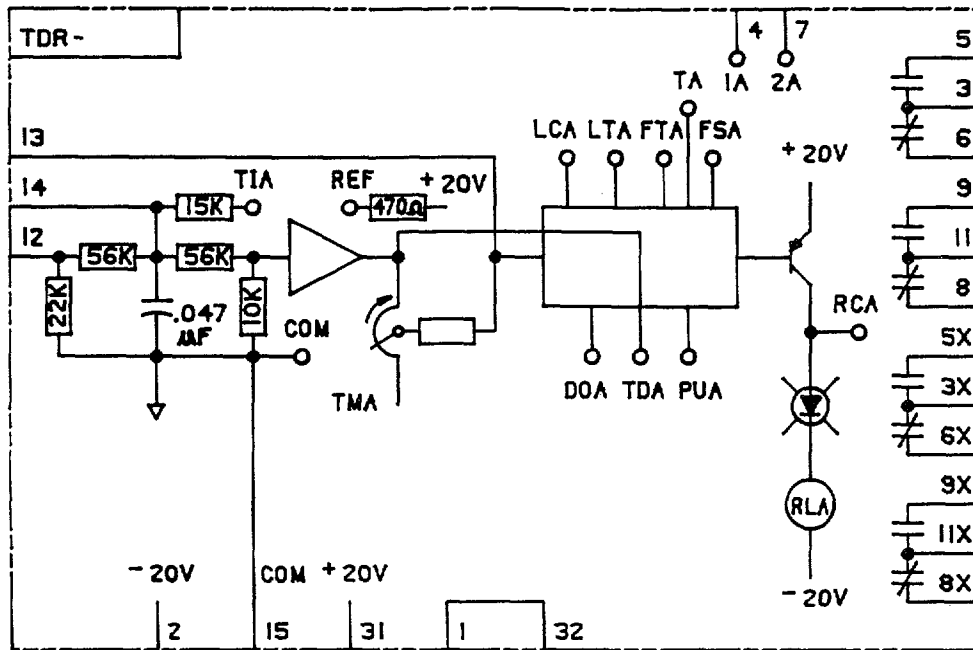 TDR-
4 7
5
TA 1A 2A
3
13
LCA LTA FTA FSA
6
+20V
14
TIA
REF
+20V
9
15K
470Ω
12
11
56K
56K
22K
.047
μF
10K
COM
8
RCA
5X
TMA
DOA TDA PUA
3X
6X
9X
RLA
11X
-20V
COM
+20V
-20V
8X
2
15
31
1
32